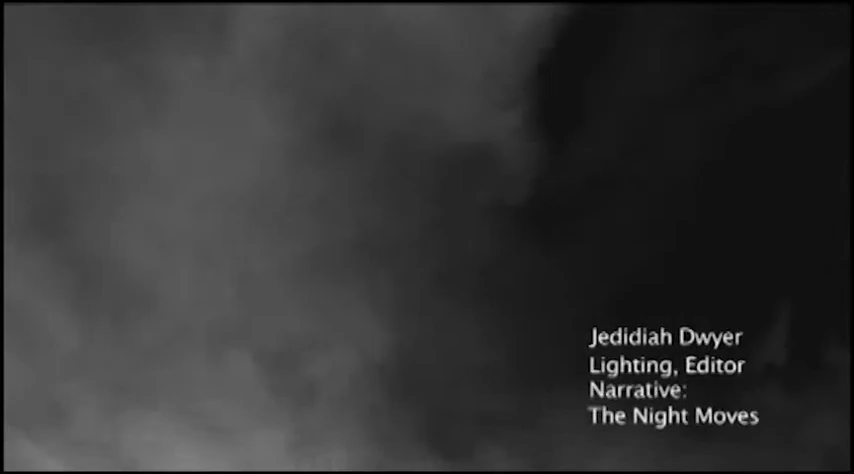 Jedidiah Dwyer
Lighting, Editor
Narrative:
The Night Moves